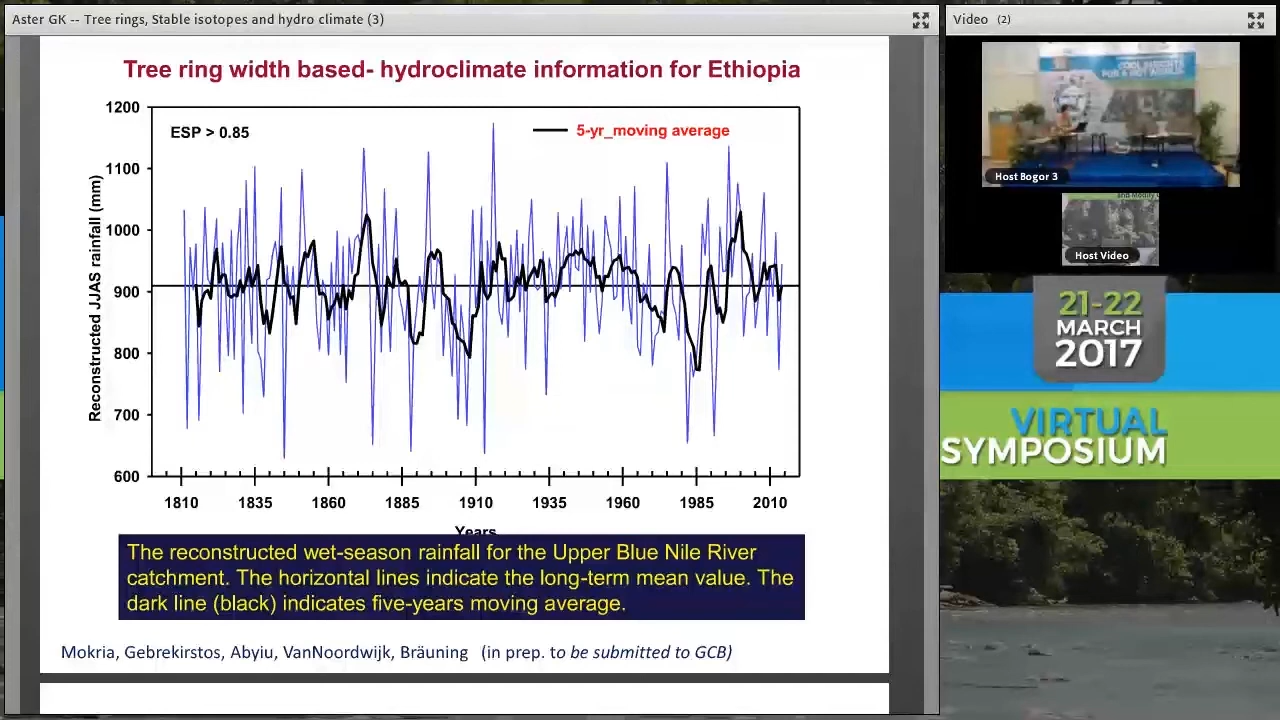 Aster GK -- Tree rings, Stable isotopes and hydro climate (3)
Tree ring width based- hydroclimate information for Ethiopia
1200
1100
1000
900
800
700
600
Reconstructed JJAS rainfall (mm)
ESP > 0.85
5-yr_moving average
1810 1835 1860 1885 1910 1935 1960 1985 2010
Years
The reconstructed wet-season rainfall for the Upper Blue Nile River
catchment. The horizontal lines indicate the long-term mean value. The
dark line (black) indicates five-years moving average.
Mokria, Gebrekirstos, Abyiu, VanNoordwijk, Bräuning (in prep. to be submitted to GCB)
Video (2)
COOL INSIGHTS
FOR A HOT WORLD
Host Bogor 3
Host Video
21-22
MARCH
2017
VIRTUAL
SYMPOSIUM